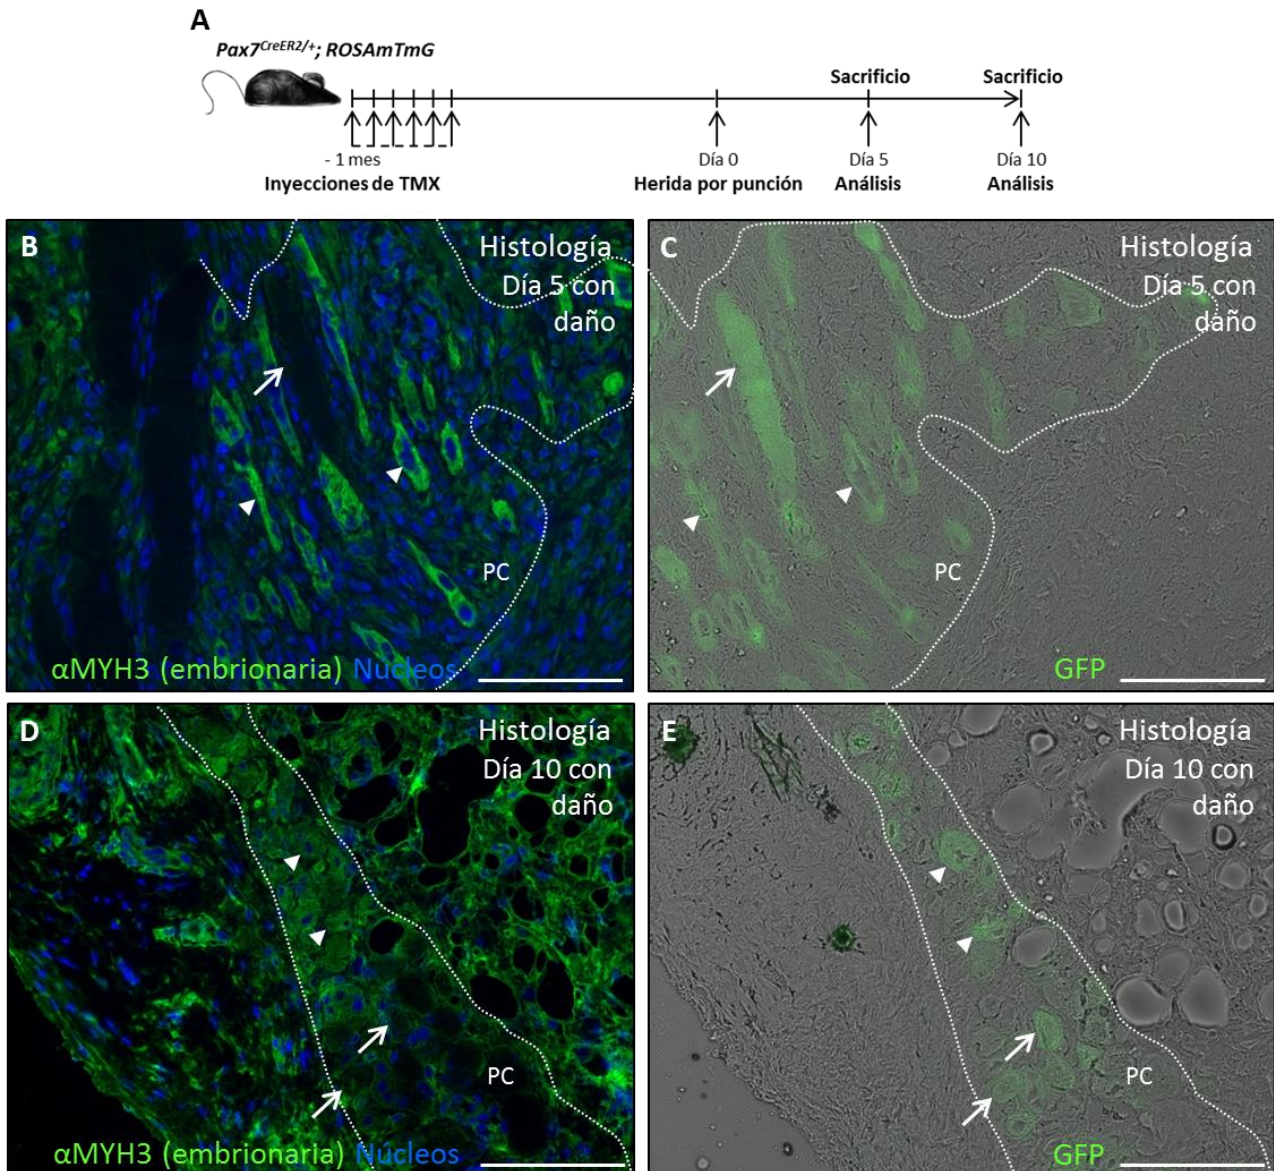 A
Pax7CreER2/+; ROSAmTmG
Sacrificio
Sacrificio
- 1 mes
Día 0
Día 5
Día 10
Inyecciones de TMX
Herida por punción
Análisis
Análisis
B
Histología
Día 5 con
daño
PC
αMYH3 (embrionaria) Núcleos
C
Histología
Día 5 con
daño
PC
GFP
D
Histología
Día 10 con
daño
PC
αMYH3 (embrionaria) Núcleos
E
Histología
Día 10 con
daño
PC
GFP